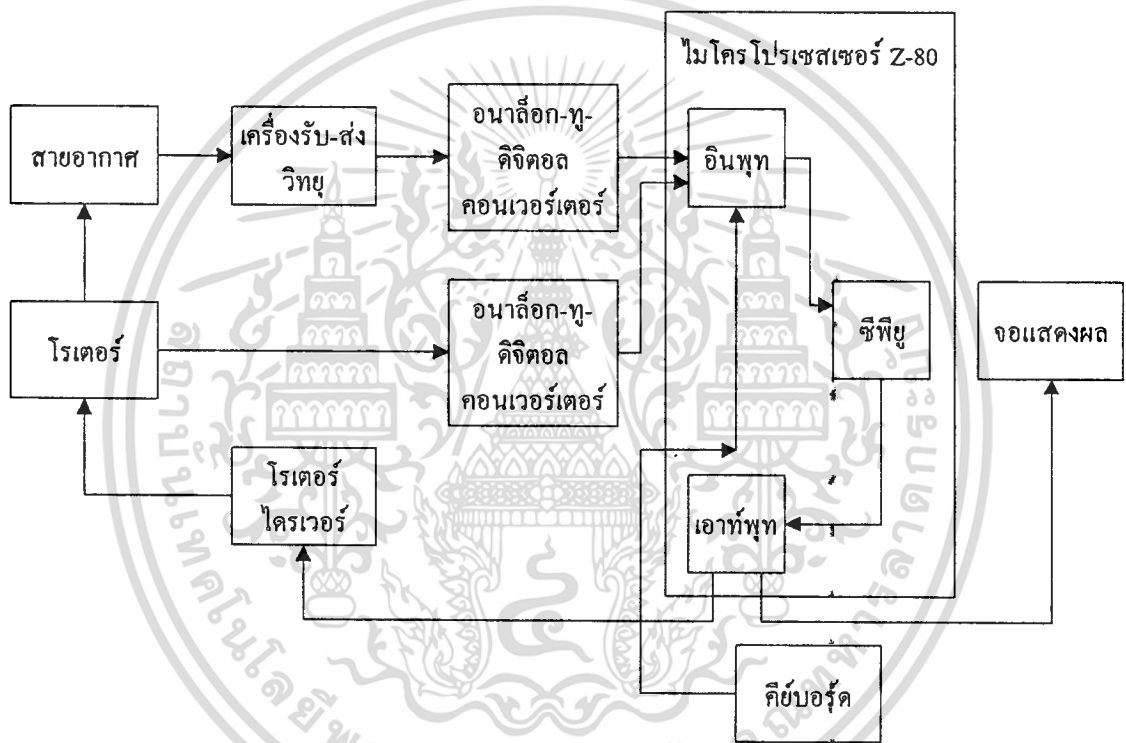 ไมโครโปรเซสเซอร์ Z-80
สายอากาศ
เครื่องรับ-ส่ง
วิทยุ
อนาล็อก-ทู-
ดิจิตอล
คอนเวอร์เตอร์
อินพุท
โรเตอร์
อนาล็อก-ทู-
ดิจิตอล
คอนเวอร์เตอร์
ซีพียู
จอแสดงผล
โรเตอร์
ไดรเวอร์
เอาท์พุท
คีย์บอร์ด